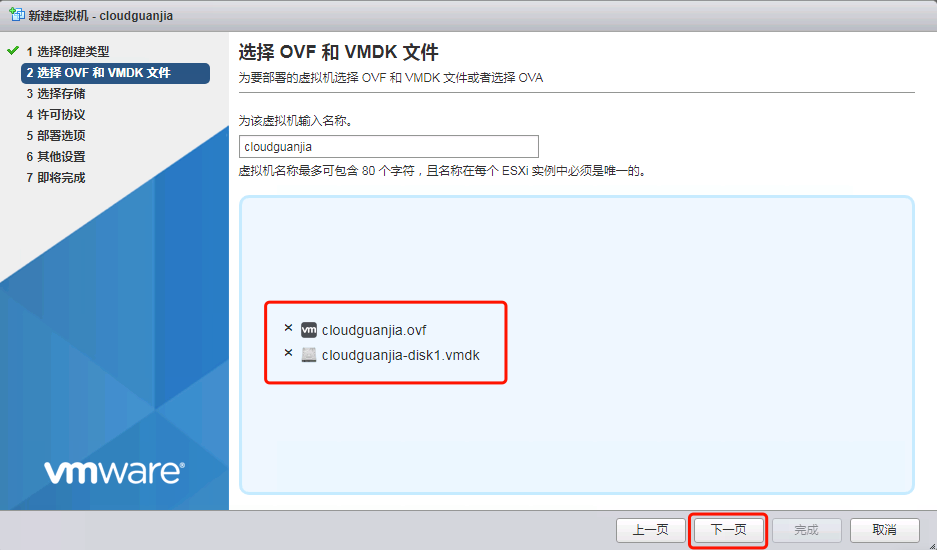 新建虚拟机 - cloudguanjia
1 选择创建类型
2 选择 OVF 和 VMDK 文件
3 选择存储
4 许可协议
5 部署选项
6 其他设置
7 即将完成
vmware®
选择 OVF 和 VMDK 文件
为要部署的虚拟机选择 OVF 和 VMDK 文件或者选择 OVA
为该虚拟机输入名称。
cloudguanjia
虚拟机名称最多可包含 80 个字符，且名称在每个 ESXi 实例中必须是唯一的。
× vm cloudguanjia.ovf
× cloudguanjia-disk1.vmdk
上一页 下一页 完成 取消